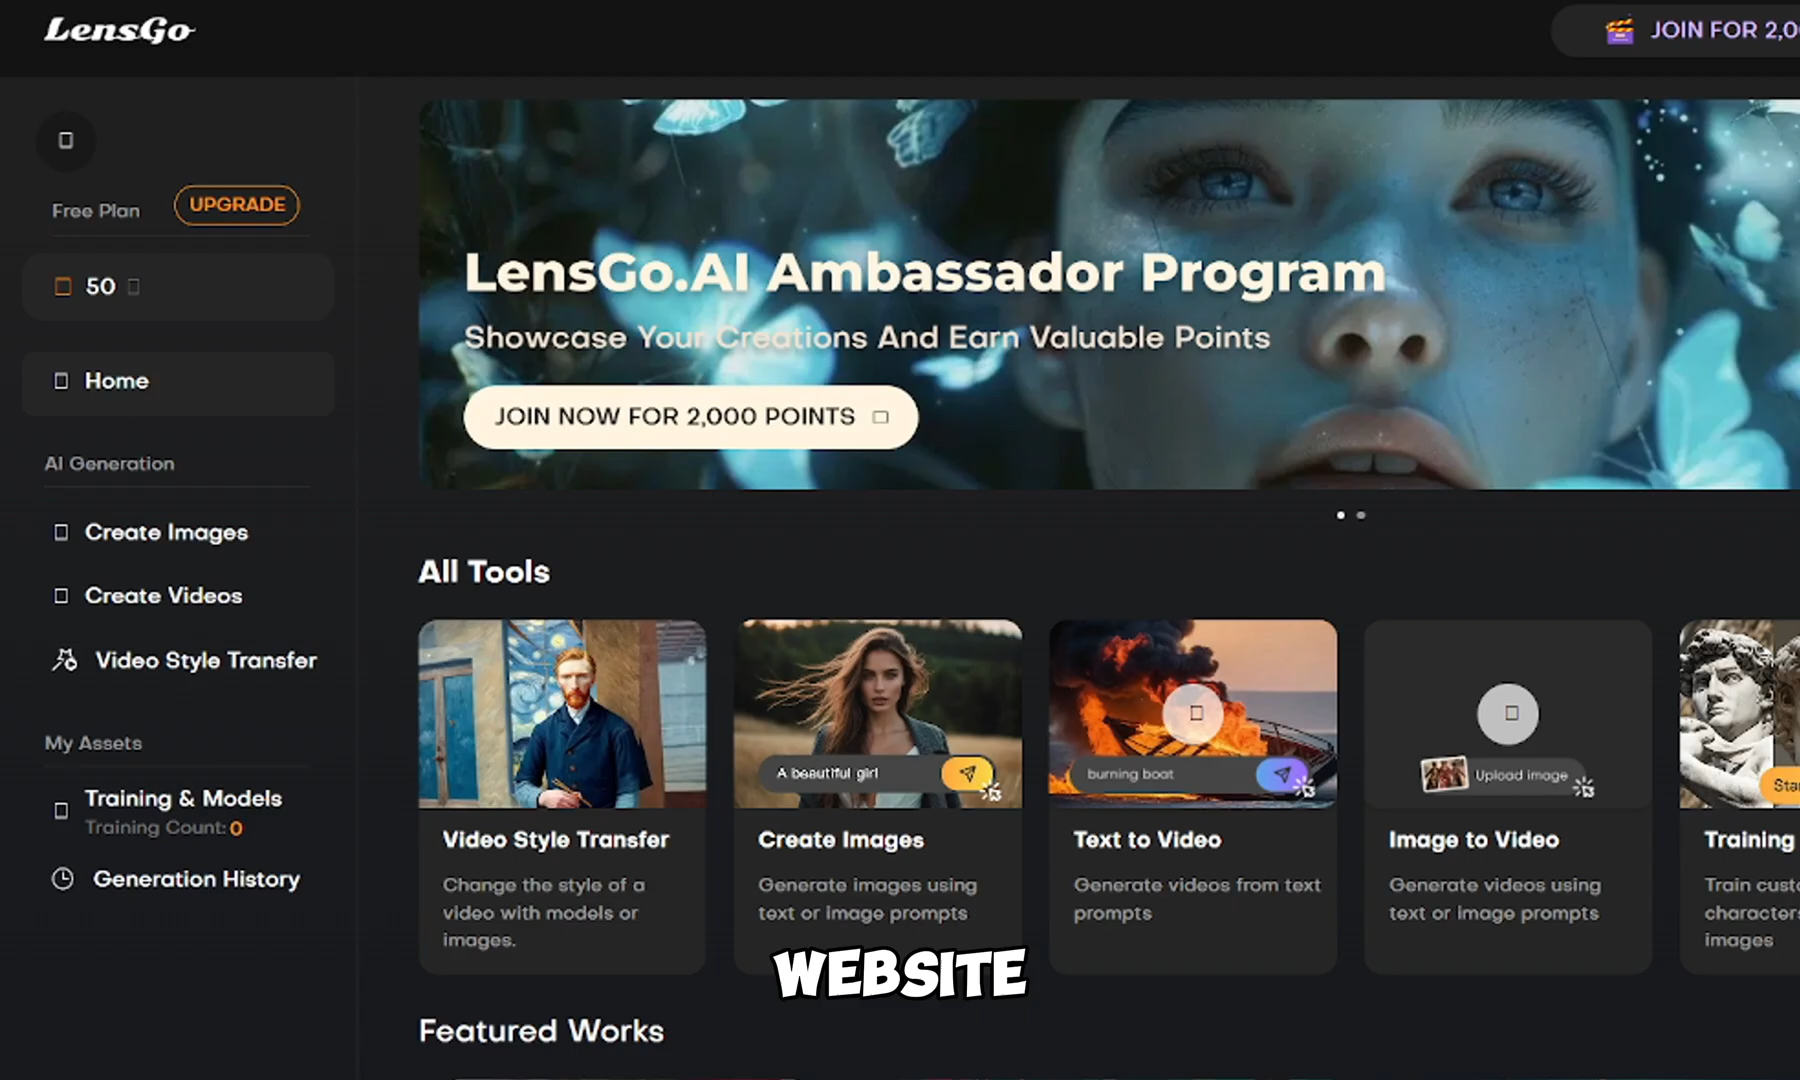 LensGo
JOIN FOR 2,0
Free Plan
UPGRADE
50
Home
AI Generation
Create Images
Create Videos
Video Style Transfer
My Assets
Training & Models
Training Count: 0
Generation History
LensGo.AI Ambassador Program
Showcase Your Creations And Earn Valuable Points
JOIN NOW FOR 2,000 POINTS
All Tools
Video Style Transfer
Change the style of a
video with models or
images.
A beautiful girl
Create Images
Generate images using
text or image prompts
burning boat
Text to Video
Generate videos from text
prompts
Upload image
Image to Video
Generate videos using
text or image prompts
Star
Training
Train custo
characters
images
WEBSITE
Featured Works